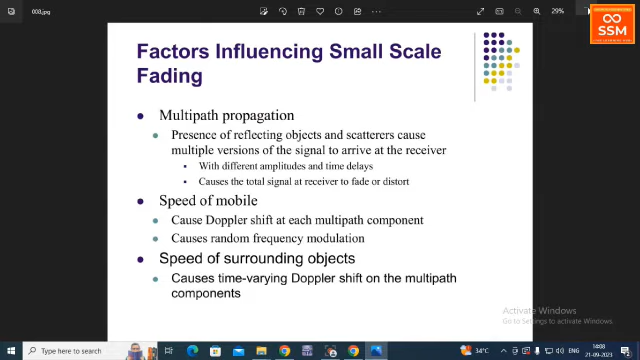 008.jpg
29%
SSM
Factors Influencing Small Scale
Fading
Multipath propagation
Presence of reflecting objects and scatterers cause
multiple versions of the signal to arrive at the receiver
With different amplitudes and time delays
Causes the total signal at receiver to fade or distort
Speed of mobile
Cause Doppler shift at each multipath component
Causes random frequency modulation
Speed of surrounding objects
Causes time-varying Doppler shift on the multipath
components
Activate Windows
Go to Settings to activate Windows.
Type here to search
34°C
ENG
14:08
21-09-2023